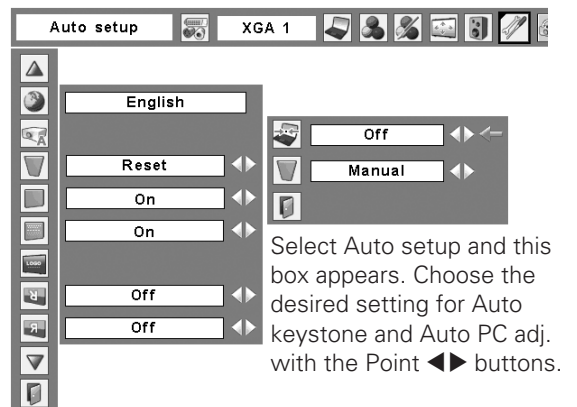 Auto setup
XGA 1
English
Reset
On
On
LOGO
Off
Off
Off
Manual
Select Auto setup and this
box appears. Choose the
desired setting for Auto
keystone and Auto PC adj.
with the Point ◀▶ buttons.